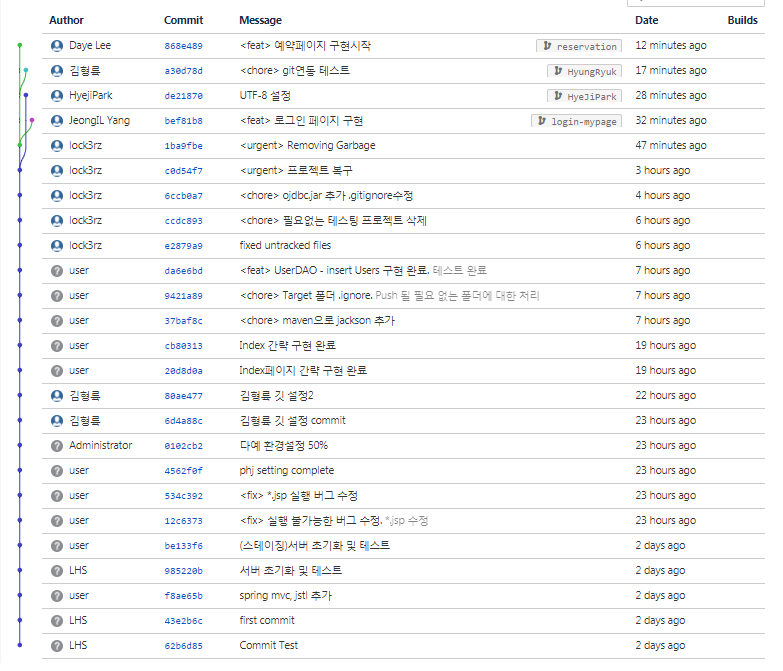 Author Commit Message Date Builds
Daye Lee 868e489 <feat> 예약페이지 구현시작 reservation 12 minutes ago
김형륵 a30d78d <chore> git연동 테스트 HyungRyuk 17 minutes ago
HyejiPark de21870 UTF-8 설정 HyeJiPark 28 minutes ago
JeongIL Yang bef81b8 <feat> 로그인 페이지 구현 login-mypage 32 minutes ago
lock3rz 1ba9fbe <urgent> Removing Garbage 47 minutes ago
lock3rz c0d54f7 <urgent> 프로젝트 복구 3 hours ago
lock3rz 6ccb0a7 <chore> ojdbc.jar 추가 .gitignore수정 4 hours ago
lock3rz ccdc893 <chore> 필요없는 테스팅 프로젝트 삭제 6 hours ago
lock3rz e2879a9 fixed untracked files 6 hours ago
user da6e6bd <feat> UserDAO - insert Users 구현 완료. 테스트 완료 7 hours ago
user 9421a89 <chore> Target 폴더 .ignore. Push 될 필요 없는 폴더에 대한 처리 7 hours ago
user 37baf8c <chore> maven으로 jackson 추가 7 hours ago
user cb80313 Index 간략 구현 완료 19 hours ago
user 20d8d0a Index페이지 간략 구현 완료 19 hours ago
김형륵 80ae477 김형륵 깃 설정2 22 hours ago
김형륵 6d4a88c 김형륵 깃 설정 commit 23 hours ago
Administrator 0102cb2 다예 환경설정 50% 23 hours ago
user 4562f0f phj setting complete 23 hours ago
user 534c392 <fix> *.jsp 실행 버그 수정 23 hours ago
user 12c6373 <fix> 실행 불가능한 버그 수정. *.jsp 수정 23 hours ago
user be133f6 (스테이징)서버 초기화 및 테스트 2 days ago
LHS 985220b 서버 초기화 및 테스트 2 days ago
user f8ae65b spring mvc, jstl 추가 2 days ago
LHS 43e2b6c first commit 2 days ago
LHS 62b6d85 Commit Test 2 days ago